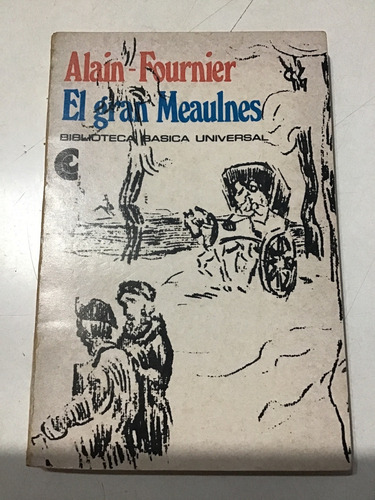 Alain-Fournier
El gran Meaulnes
BIBLIOTECA BASICA UNIVERSAL